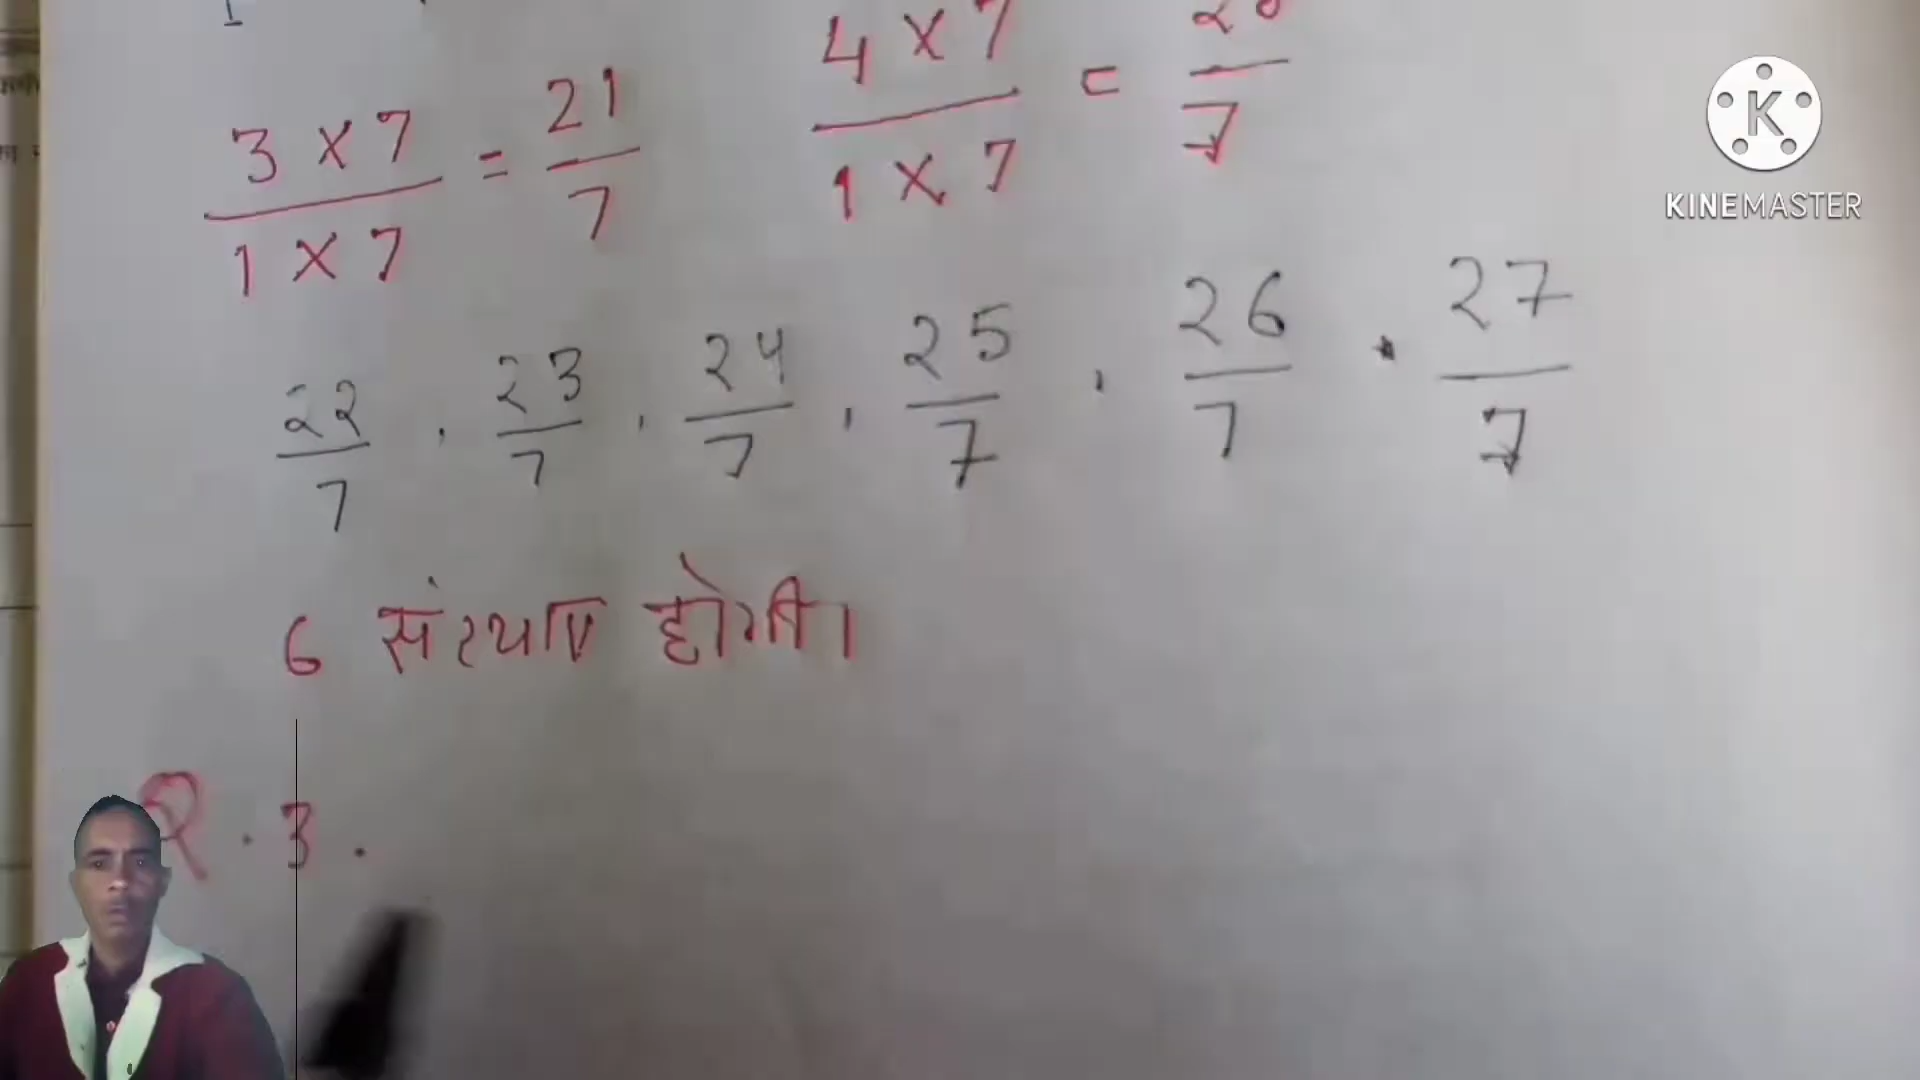 3 × 7 / 1 × 7 = 21 / 7
4 × 7 / 1 × 7 = 28 / 7
22/7 , 23/7 , 24/7 , 25/7 , 26/7 , 27/7
6 संख्याएं होगी।
Q. 3.
KINEMASTER